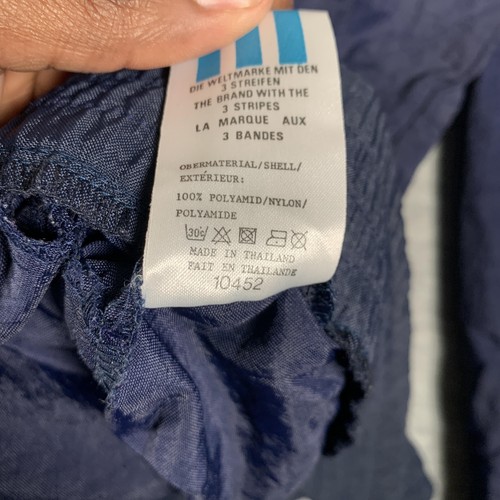 DIE WELTMARKE MIT DEN
3 STREIFEN
THE BRAND WITH THE
3 STRIPES
LA MARQUE AUX
3 BANDES
OBERMATERIAL/SHELL/
EXTÉRIEUR:
100% POLYAMID/NYLON/
POLYAMIDE
30°c
MADE IN THAILAND
FAIT EN THAILANDE
10452